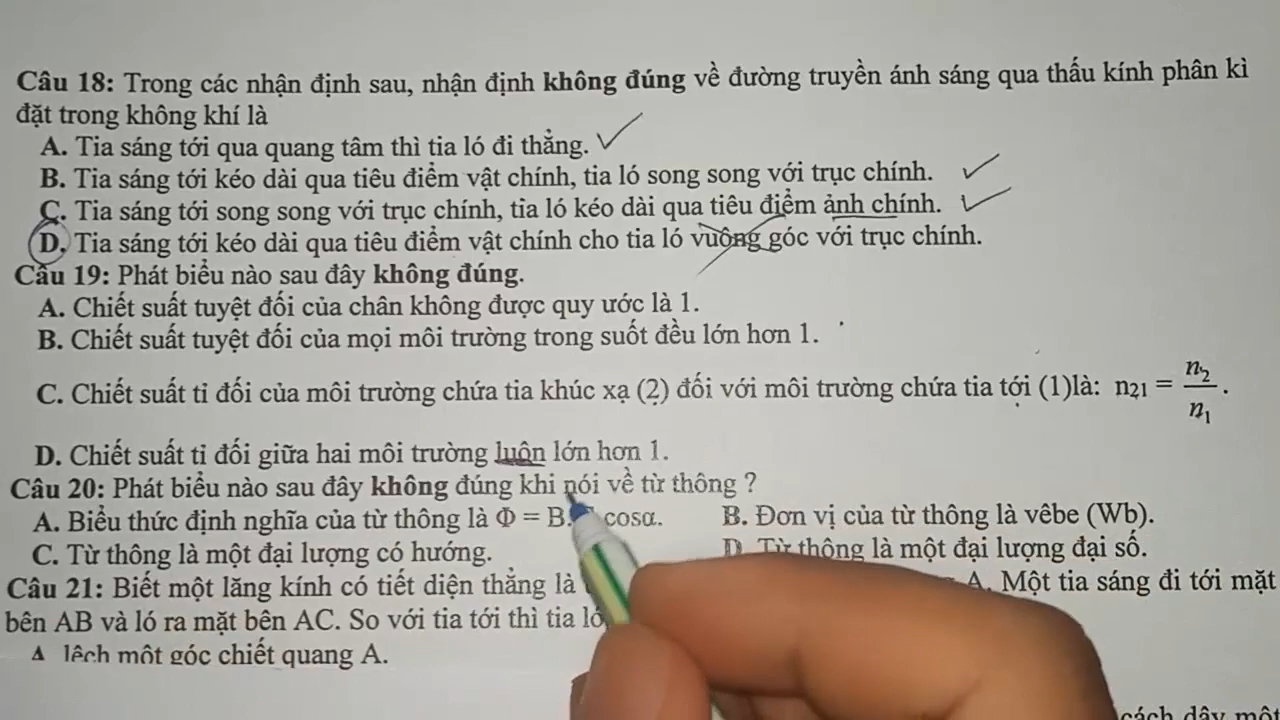 Câu 18: Trong các nhận định sau, nhận định không đúng về đường truyền ánh sáng qua thấu kính phân kì
đặt trong không khí là
A. Tia sáng tới qua quang tâm thì tia ló đi thẳng.
B. Tia sáng tới kéo dài qua tiêu điểm vật chính, tia ló song song với trục chính.
C. Tia sáng tới song song với trục chính, tia ló kéo dài qua tiêu điểm ảnh chính.
D. Tia sáng tới kéo dài qua tiêu điểm vật chính cho tia ló vuông góc với trục chính.
Câu 19: Phát biểu nào sau đây không đúng.
A. Chiết suất tuyệt đối của chân không được quy ước là 1.
B. Chiết suất tuyệt đối của mọi môi trường trong suốt đều lớn hơn 1.
C. Chiết suất tỉ đối của môi trường chứa tia khúc xạ (2) đối với môi trường chứa tia tới (1)là: n₂₁ = n₂/n₁.
D. Chiết suất tỉ đối giữa hai môi trường luôn lớn hơn 1.
Câu 20: Phát biểu nào sau đây không đúng khi nói về từ thông ?
A. Biểu thức định nghĩa của từ thông là Φ = B. cosα. B. Đơn vị của từ thông là vêbe (Wb).
C. Từ thông là một đại lượng có hướng. D. Từ thông là một đại lượng đại số.
Câu 21: Biết một lăng kính có tiết diện thẳng là A. Một tia sáng đi tới mặt
bên AB và ló ra mặt bên AC. So với tia tới thì tia ló
A lệch một góc chiết quang A.
cách dây một